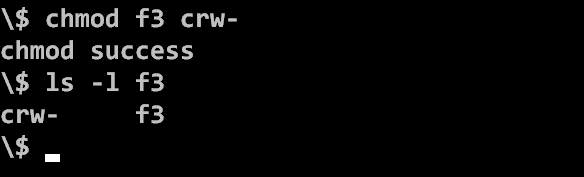 \$ chmod f3 crw-
chmod success
\$ ls -l f3
crw-     f3
\$